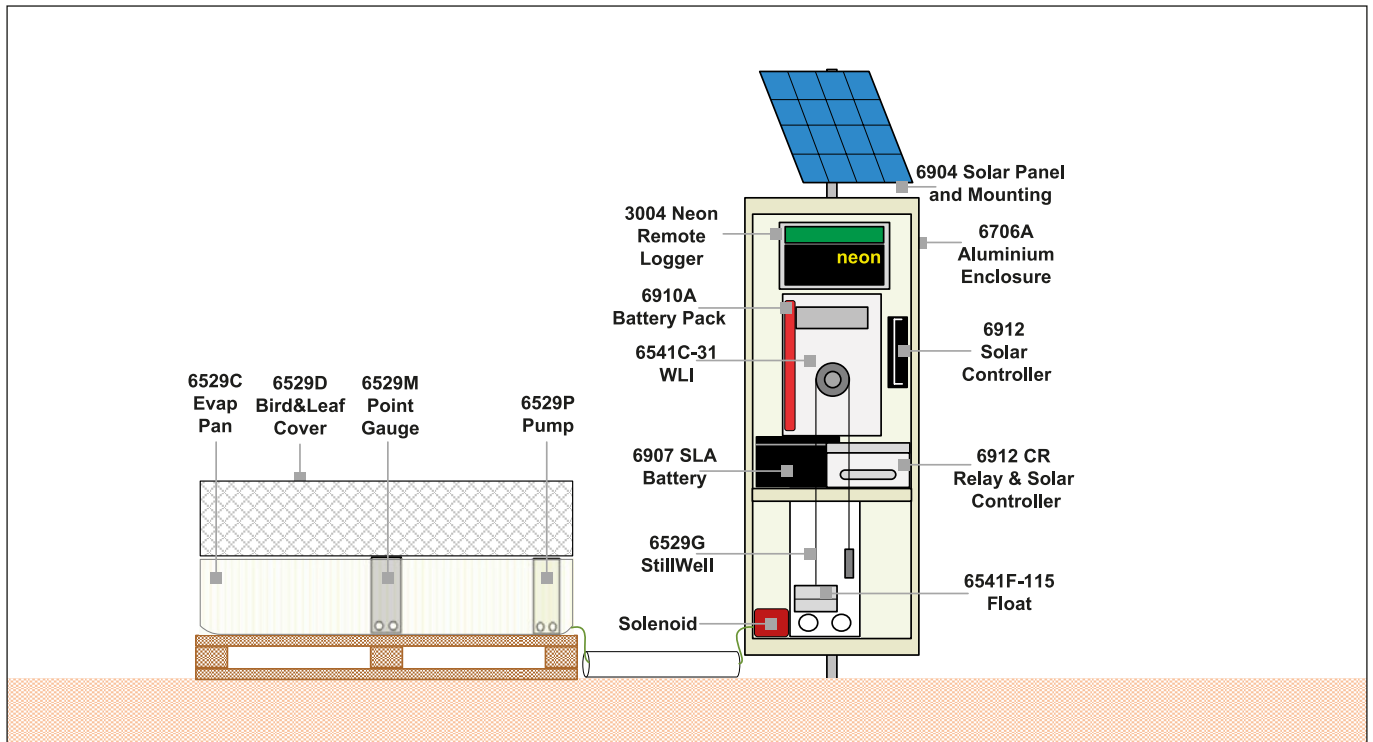 6904 Solar Panel
and Mounting
3004 Neon
Remote
Logger
neon
6706A
Aluminium
Enclosure
6910A
Battery Pack
6541C-31
WLI
6912
Solar
Controller
6529C
Evap
Pan
6529D
Bird&Leaf
Cover
6529M
Point
Gauge
6529P
Pump
6907 SLA
Battery
6912 CR
Relay & Solar
Controller
6529G
StillWell
6541F-115
Float
Solenoid